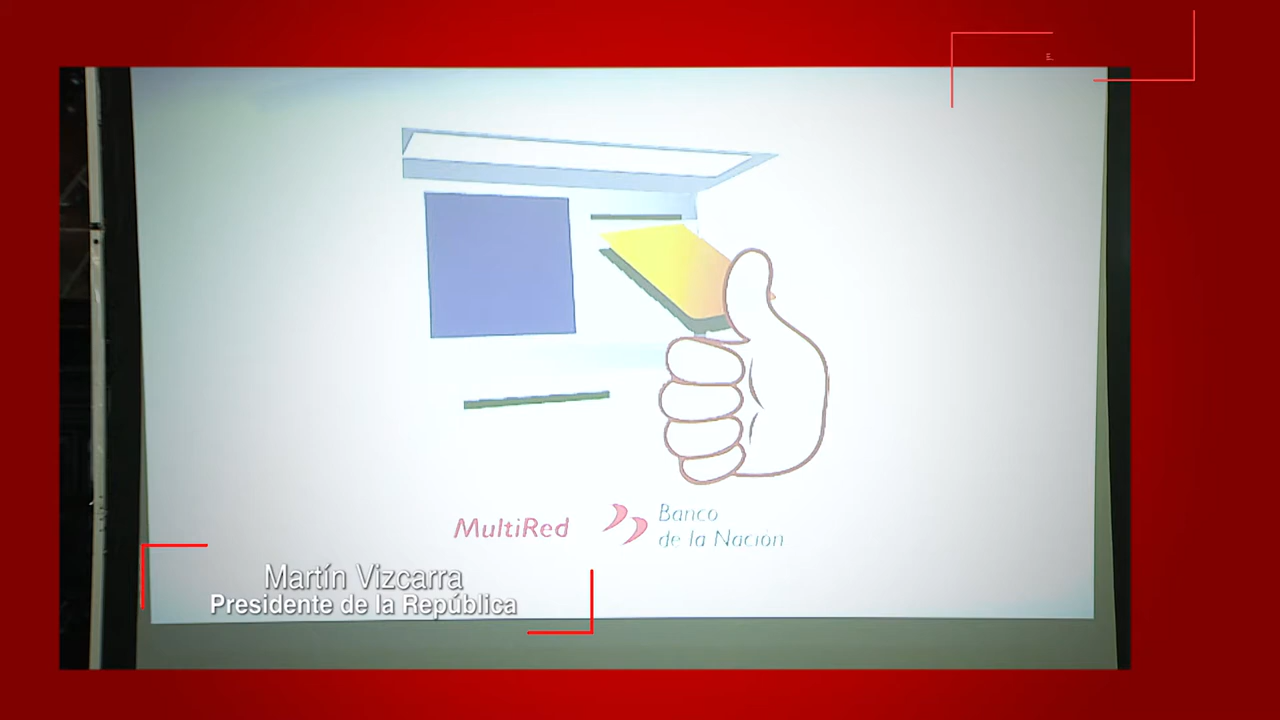 MultiRed
Banco
de la Nación
Martín Vizcarra
Presidente de la República